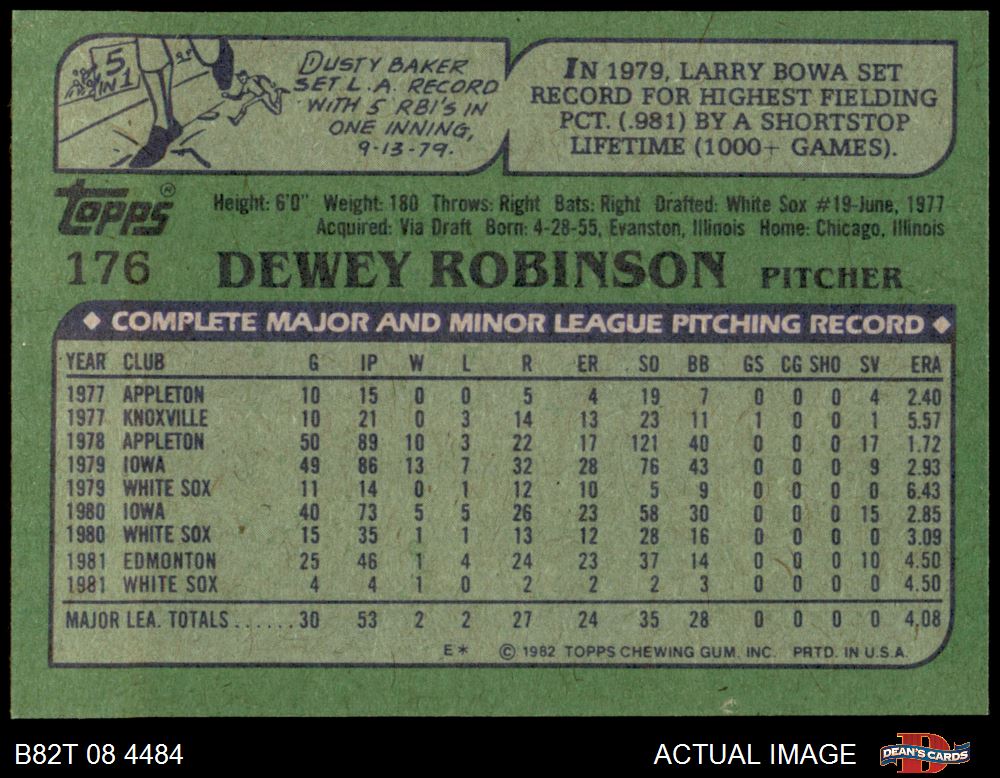 5
IN 1
DUSTY BAKER
SET L.A. RECORD
WITH 5 RBI'S IN
ONE INNING,
9-13-79.
IN 1979, LARRY BOWA SET
RECORD FOR HIGHEST FIELDING
PCT. (.981) BY A SHORTSTOP
LIFETIME (1000+ GAMES).
Topps®
Height: 6'0" Weight: 180 Throws: Right Bats: Right Drafted: White Sox #19-June, 1977
Acquired: Via Draft Born: 4-28-55, Evanston, Illinois Home: Chicago, Illinois
176 DEWEY ROBINSON PITCHER
◆ COMPLETE MAJOR AND MINOR LEAGUE PITCHING RECORD ◆
YEAR CLUB G IP W L R ER SO BB GS CG SHO SV ERA
1977 APPLETON 10 15 0 0 5 4 19 7 0 0 0 4 2.40
1977 KNOXVILLE 10 21 0 3 14 13 23 11 1 0 0 1 5.57
1978 APPLETON 50 89 10 3 22 17 121 40 0 0 0 17 1.72
1979 IOWA 49 86 13 7 32 28 76 43 0 0 0 9 2.93
1979 WHITE SOX 11 14 0 1 12 10 5 9 0 0 0 0 6.43
1980 IOWA 40 73 5 5 26 23 58 30 0 0 0 15 2.85
1980 WHITE SOX 15 35 1 1 13 12 28 16 0 0 0 0 3.09
1981 EDMONTON 25 46 1 4 24 23 37 14 0 0 0 10 4.50
1981 WHITE SOX 4 4 1 0 2 2 2 3 0 0 0 0 4.50
MAJOR LEA. TOTALS......30 53 2 2 27 24 35 28 0 0 0 0 4.08
E* © 1982 TOPPS CHEWING GUM, INC. PRTD. IN U.S.A.
B82T 08 4484 ACTUAL IMAGE DEAN'S CARDS